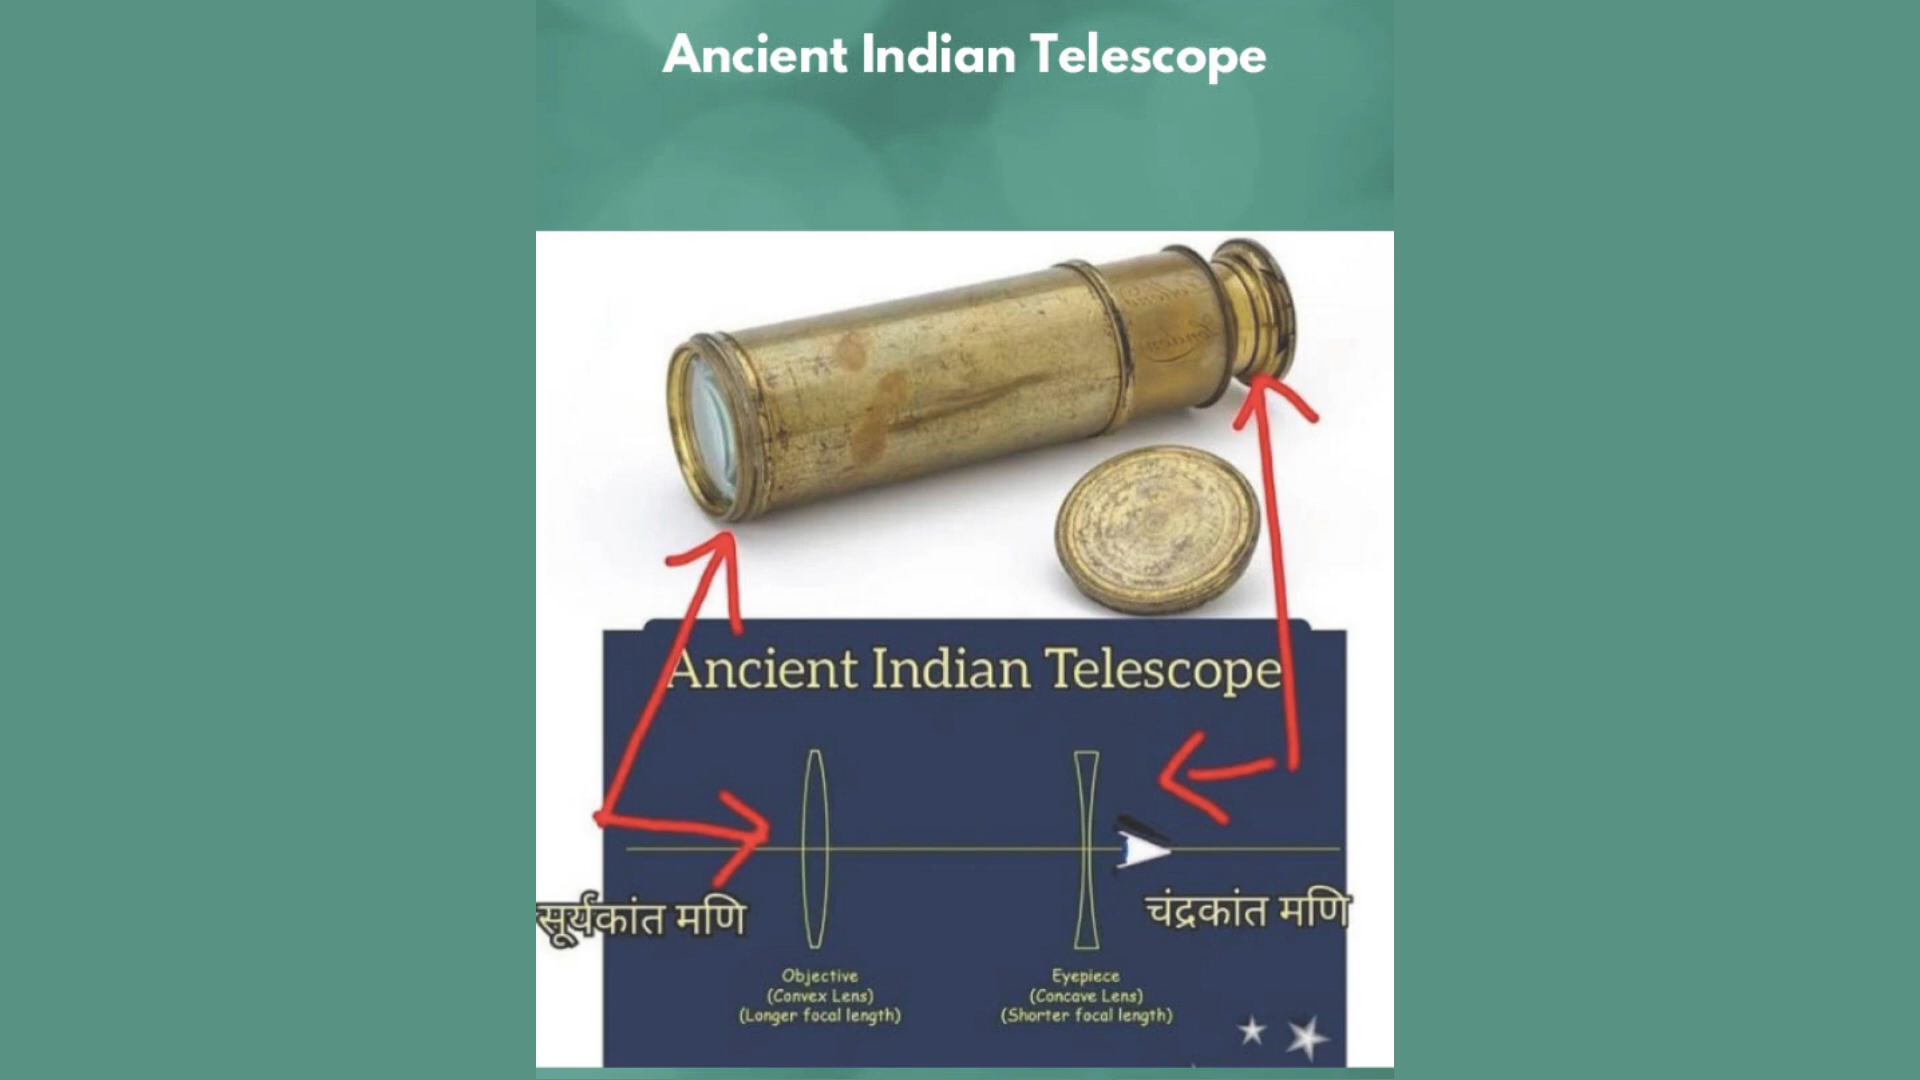 Ancient Indian Telescope
London
Ancient Indian Telescope
सूर्यकांत मणि
चंद्रकांत मणि
Objective
(Convex Lens)
(Longer focal length)
Eyepiece
(Concave Lens)
(Shorter focal length)